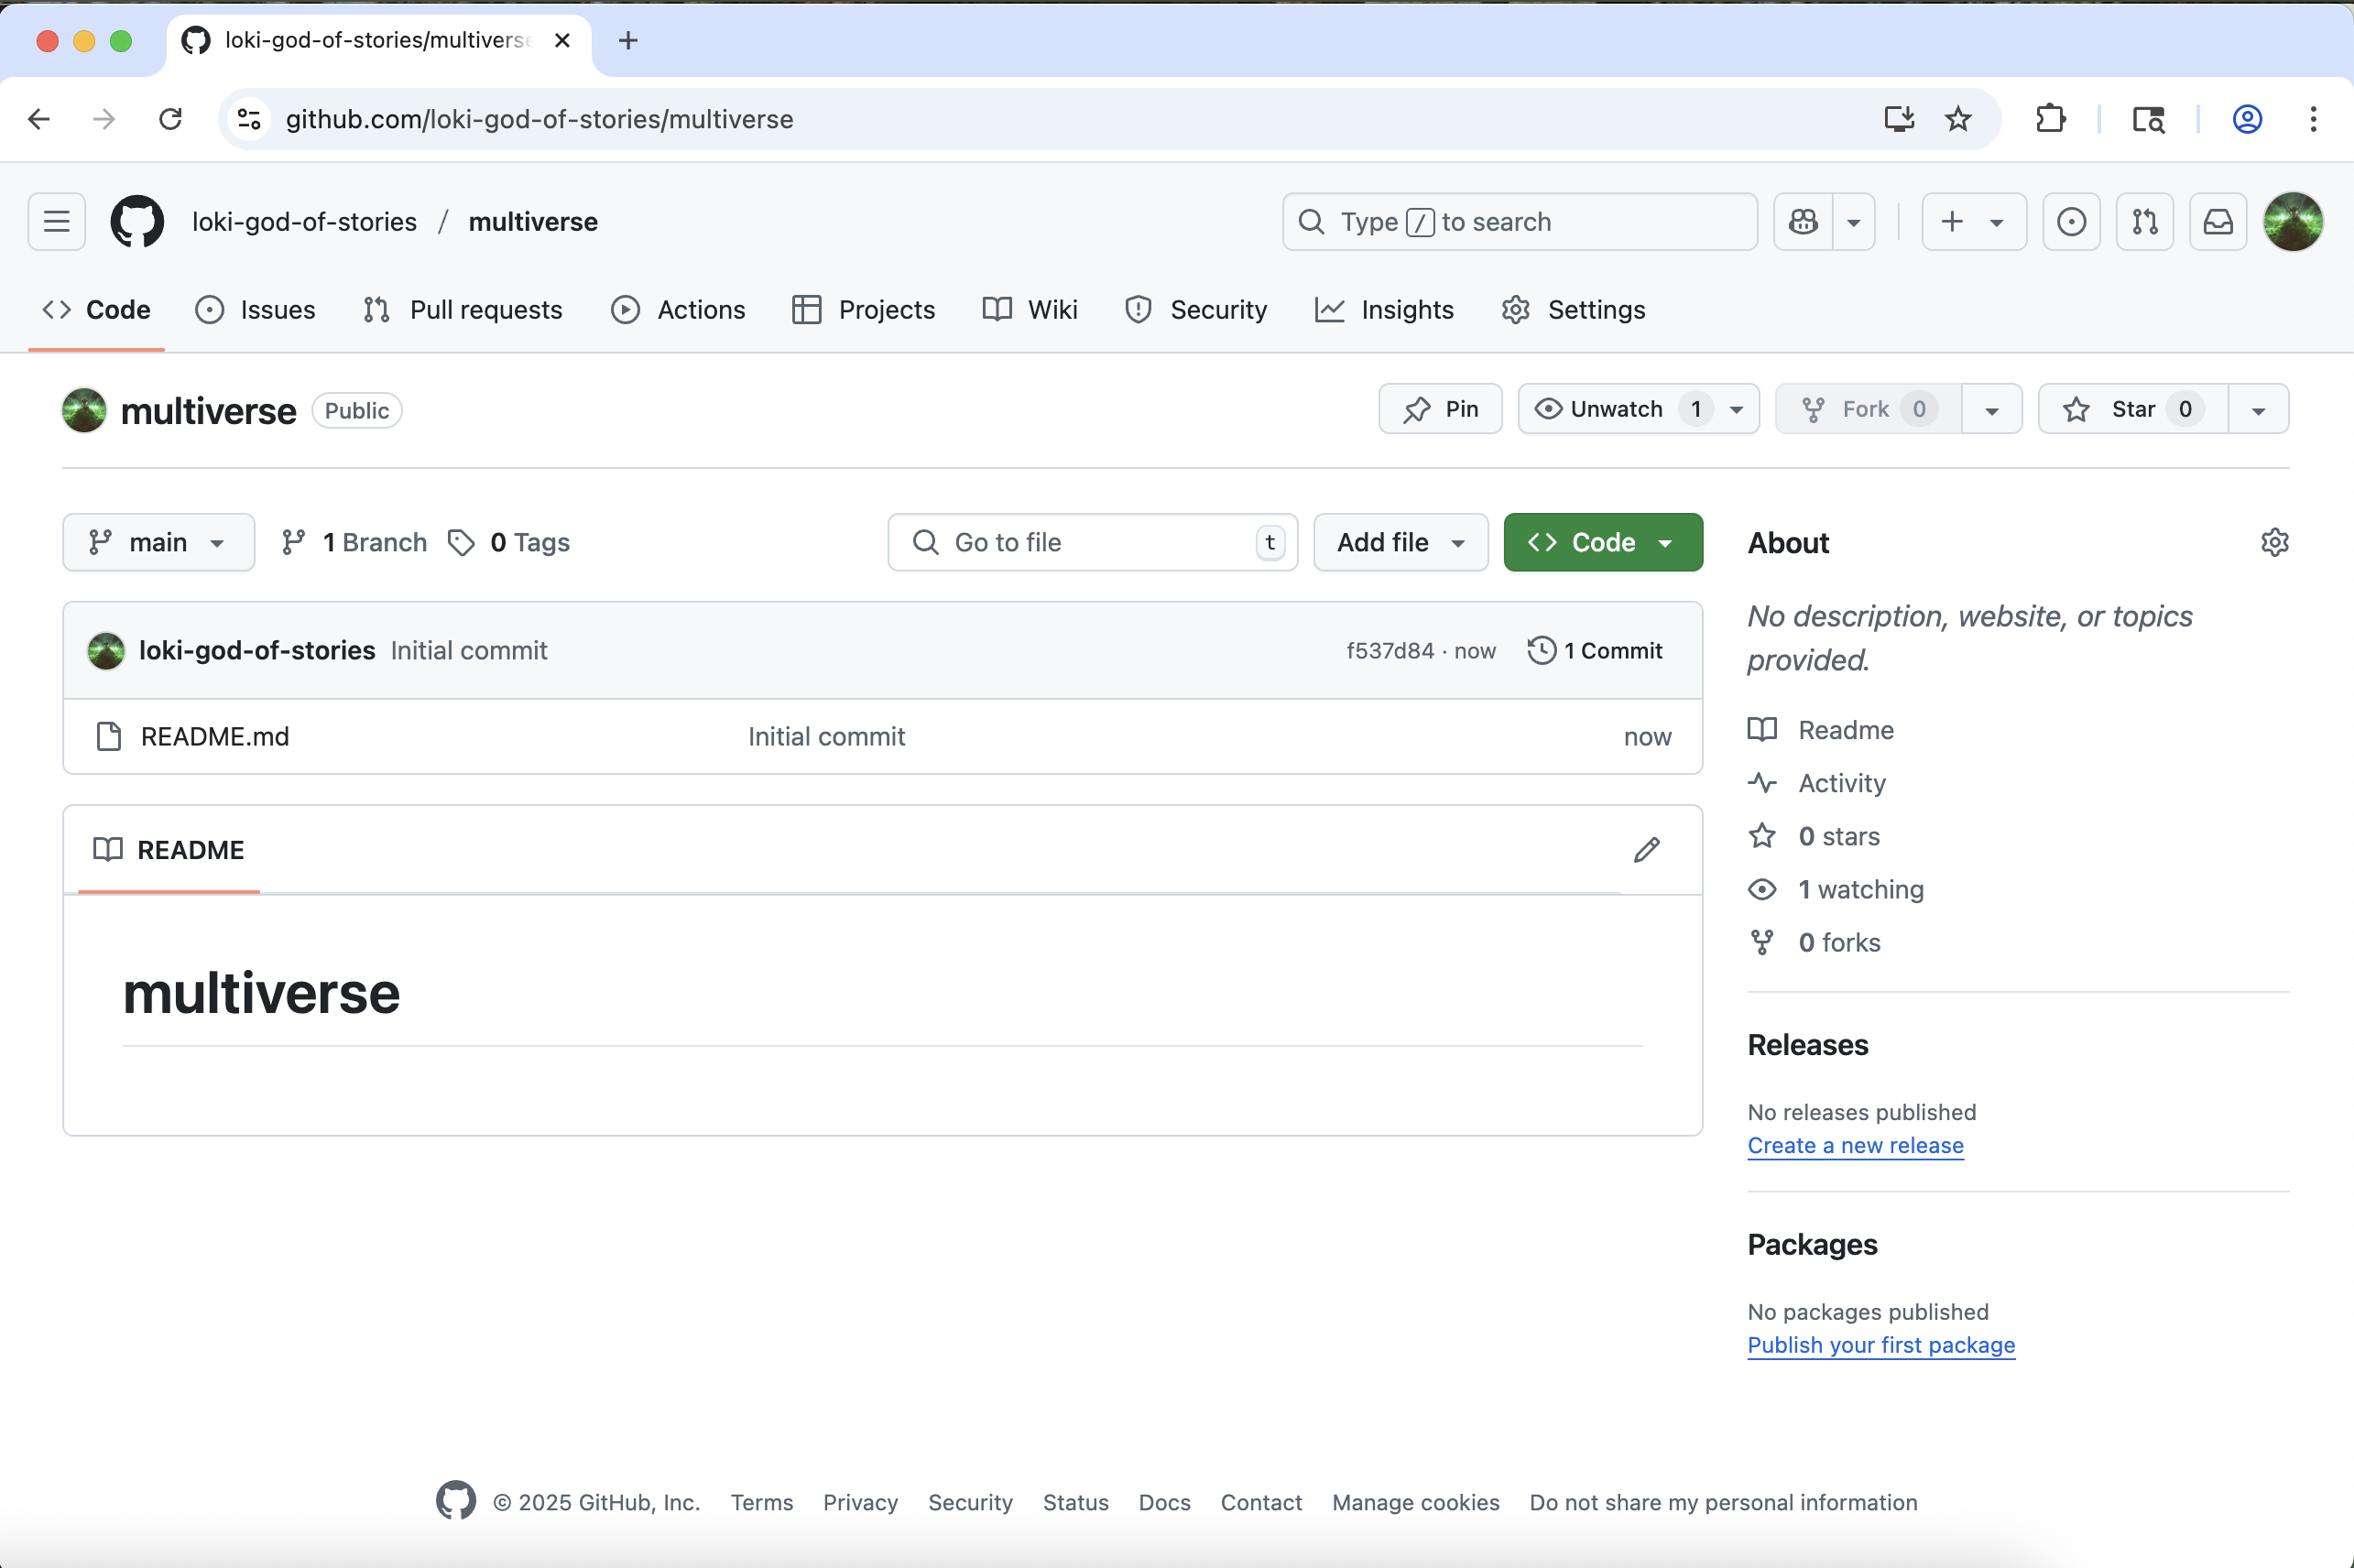 loki-god-of-stories/multiverse
github.com/loki-god-of-stories/multiverse
loki-god-of-stories / multiverse
Type / to search
Code Issues Pull requests Actions Projects Wiki Security Insights Settings
multiverse Public
Pin Unwatch 1 Fork 0 Star 0
main 1 Branch 0 Tags Go to file t Add file Code
loki-god-of-stories Initial commit f537d84 · now 1 Commit
README.md Initial commit now
README
multiverse
About
No description, website, or topics
provided.
Readme
Activity
0 stars
1 watching
0 forks
Releases
No releases published
Create a new release
Packages
No packages published
Publish your first package
© 2025 GitHub, Inc. Terms Privacy Security Status Docs Contact Manage cookies Do not share my personal information